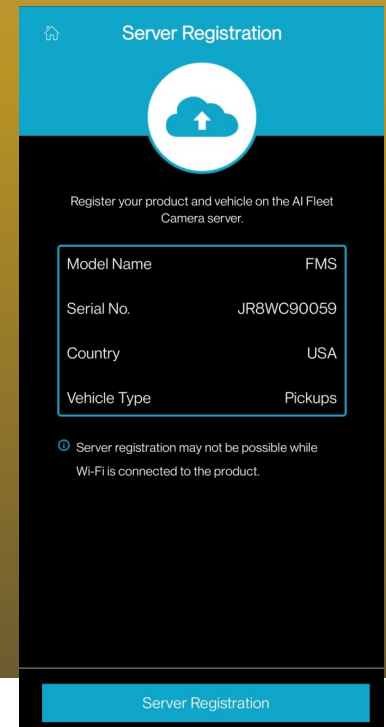 Server Registration
Register your product and vehicle on the AI Fleet
Camera server.
Model Name FMS
Serial No. JR8WC90059
Country USA
Vehicle Type Pickups
Server registration may not be possible while
Wi-Fi is connected to the product.
Server Registration